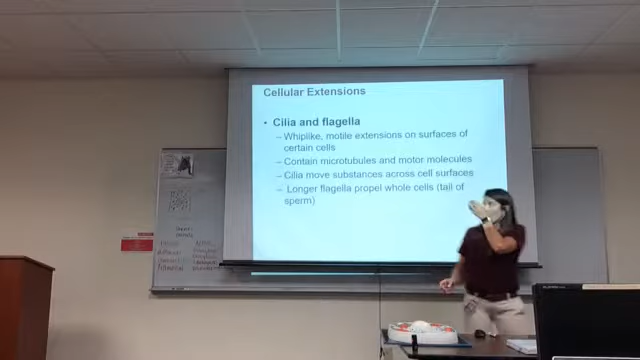 Cellular Extensions
• Cilia and flagella
– Whiplike, motile extensions on surfaces of
certain cells
– Contain microtubules and motor molecules
– Cilia move substances across cell surfaces
– Longer flagella propel whole cells (tail of
sperm)